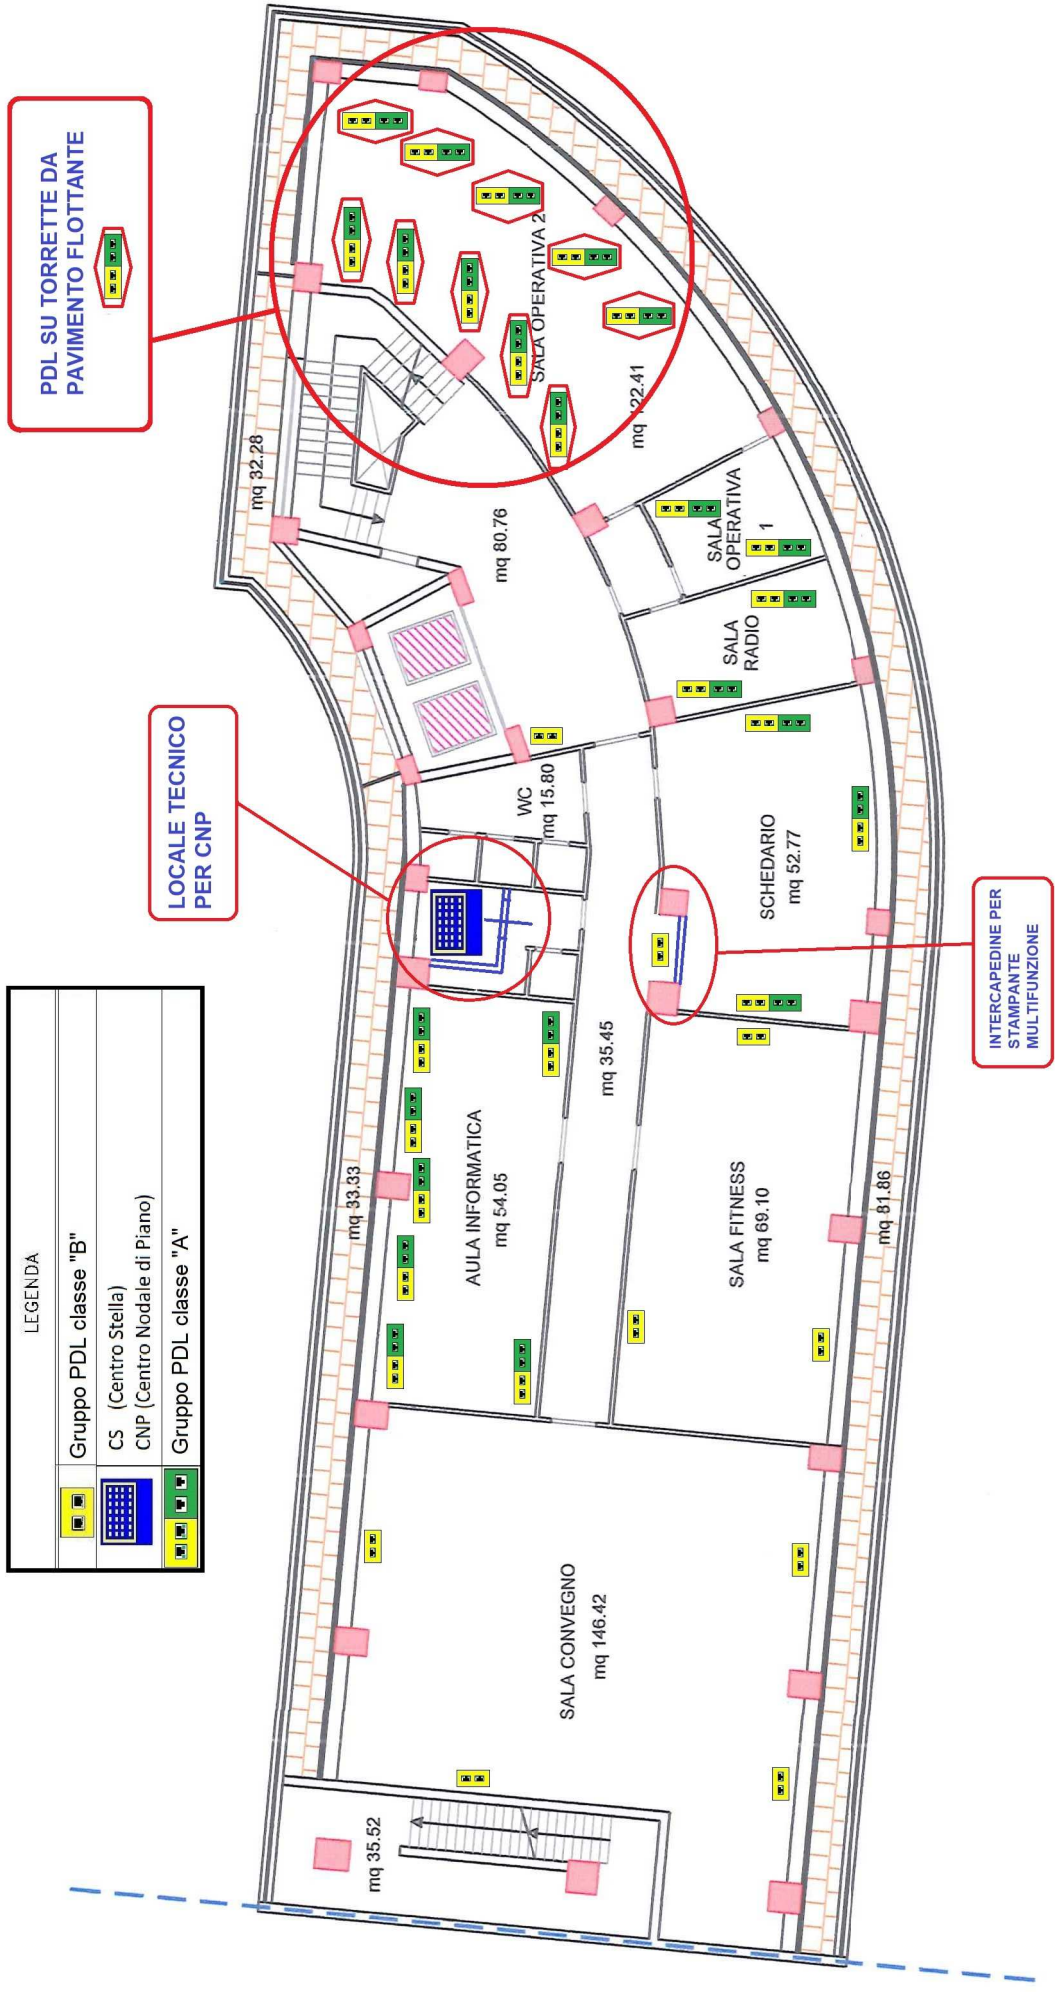 PDL SU TORRETTE DA
PAVIMENTO FLOTTANTE
LOCALE TECNICO
PER CNP
LEGENDA
Gruppo PDL classe "B"
CS (Centro Stella)
CNP (Centro Nodale di Piano)
Gruppo PDL classe "A"
INTERCAPEDINE PER
STAMPANTE
MULTIFUNZIONE
mq 35.52
SALA CONVEGNO
mq 146.42
mq 33.33
AULA INFORMATICA
mq 54.05
mq 35.45
SALA FITNESS
mq 69.10
mq 81.86
WC
mq 15.80
SCHEDARIO
mq 52.77
SALA
RADIO
SALA
OPERATIVA
1
mq 80.76
mq 32.28
SALA OPERATIVA 2
mq 122.41